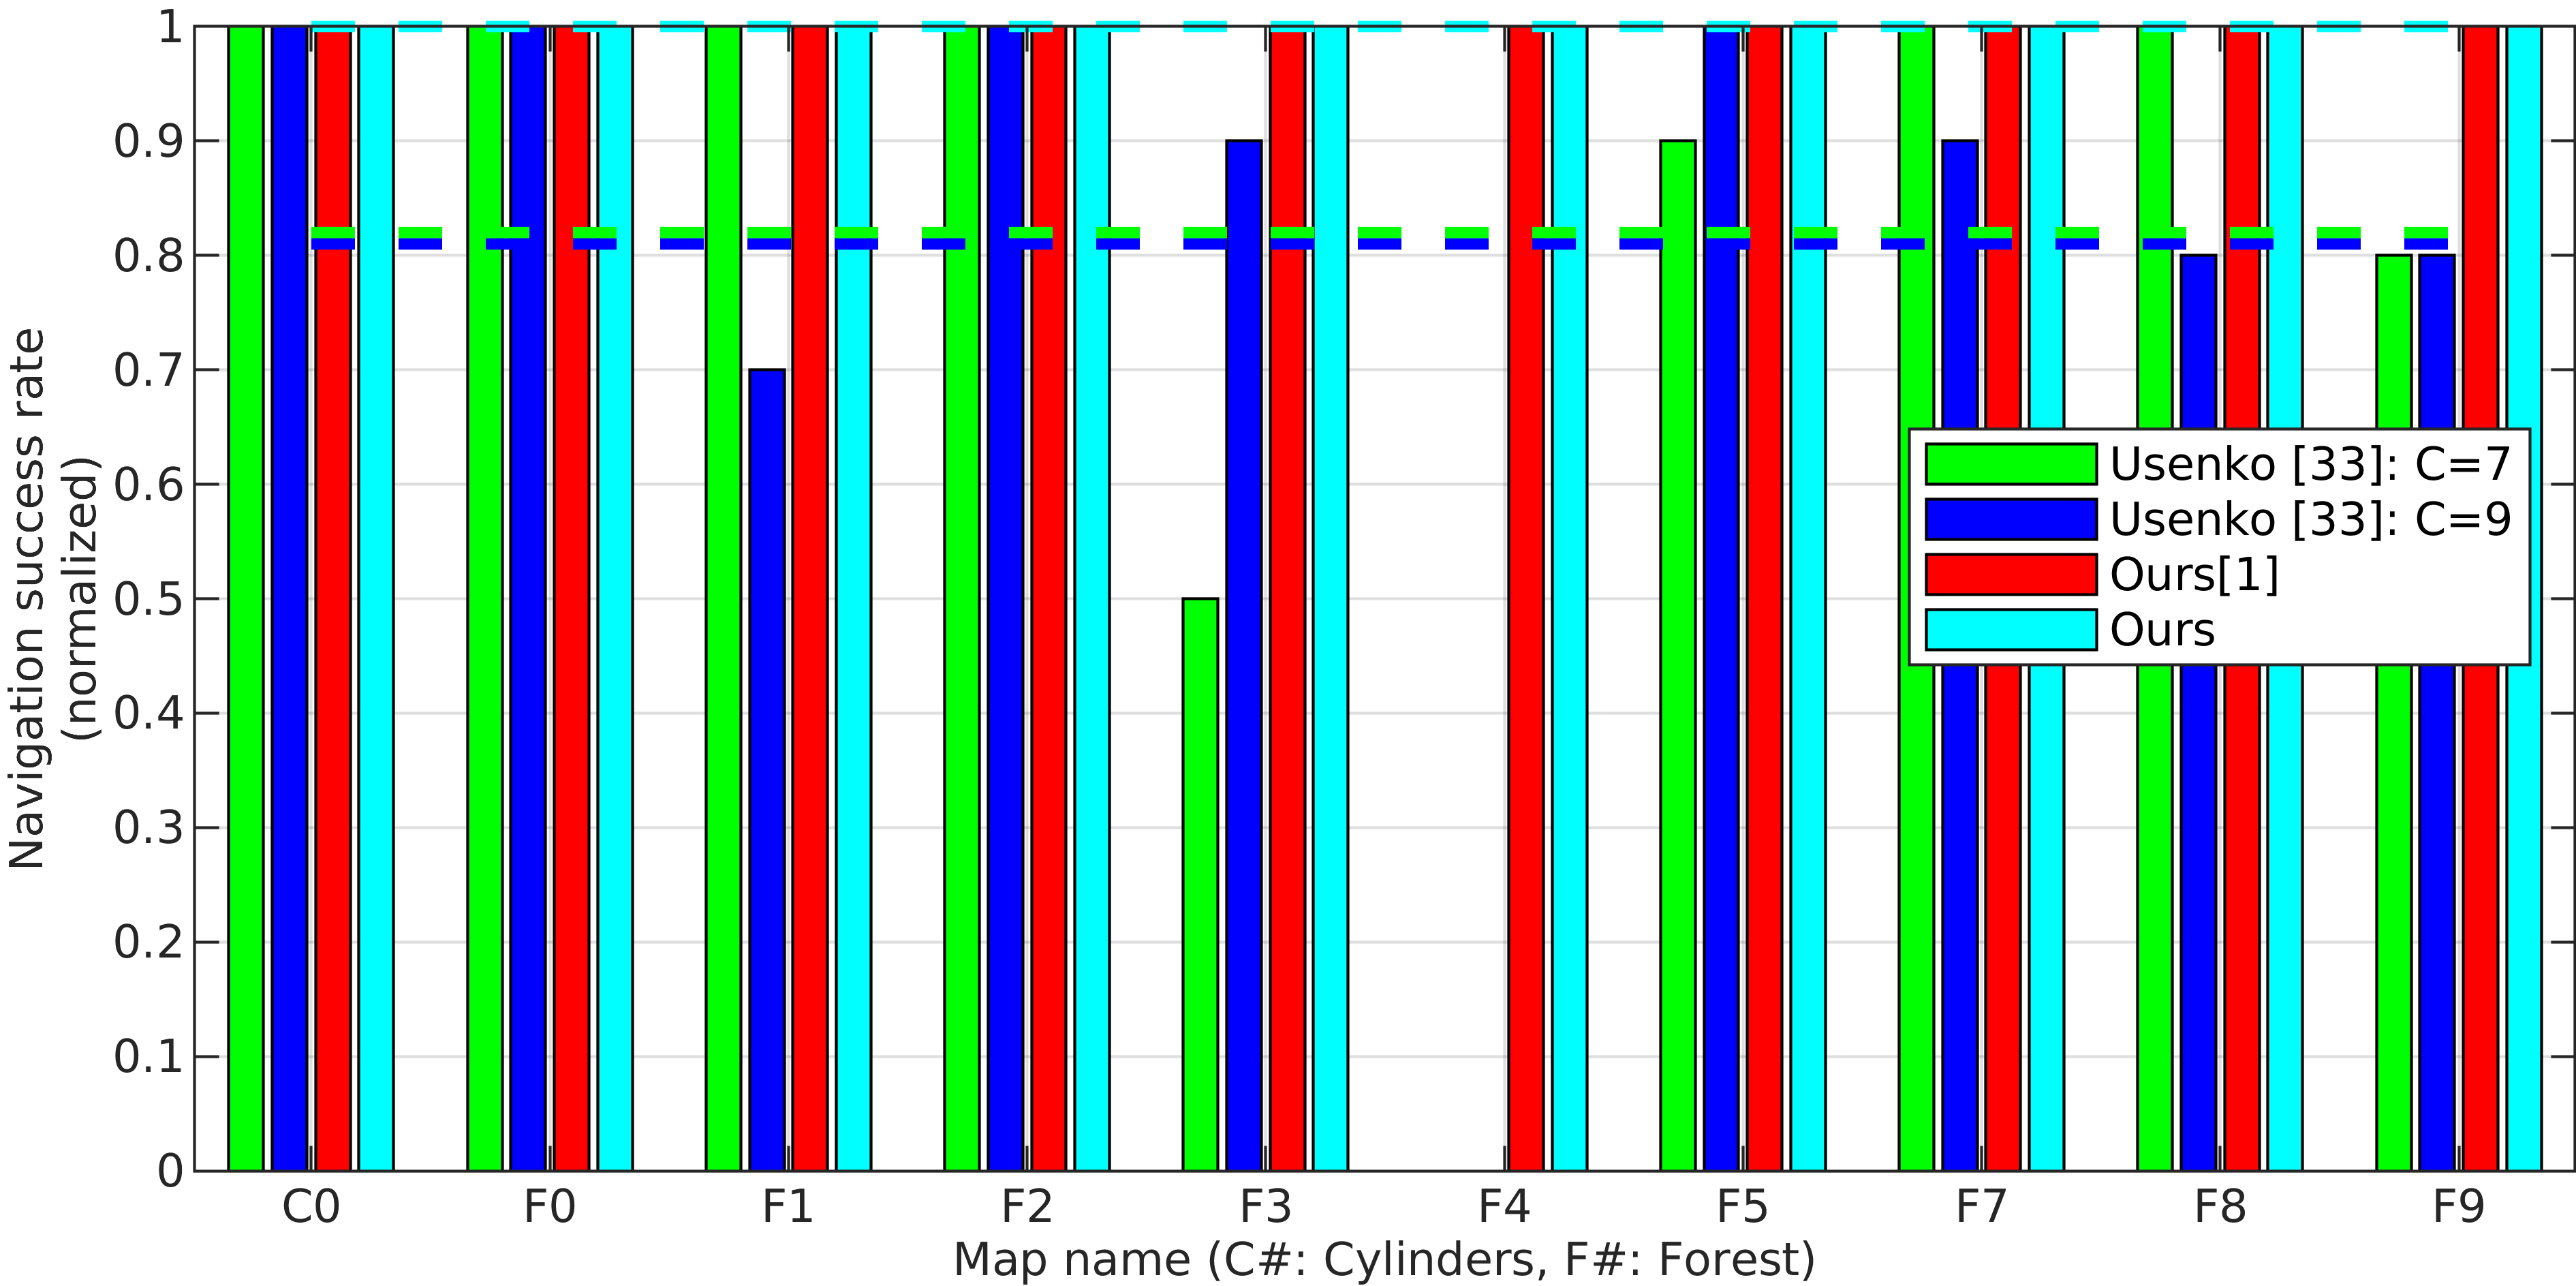 Navigation success rate
(normalized)
1
0.9
0.8
0.7
0.6
0.5
0.4
0.3
0.2
0.1
0
Usenko [33]: C=7
Usenko [33]: C=9
Ours[1]
Ours
C0 F0 F1 F2 F3 F4 F5 F7 F8 F9
Map name (C#: Cylinders, F#: Forest)